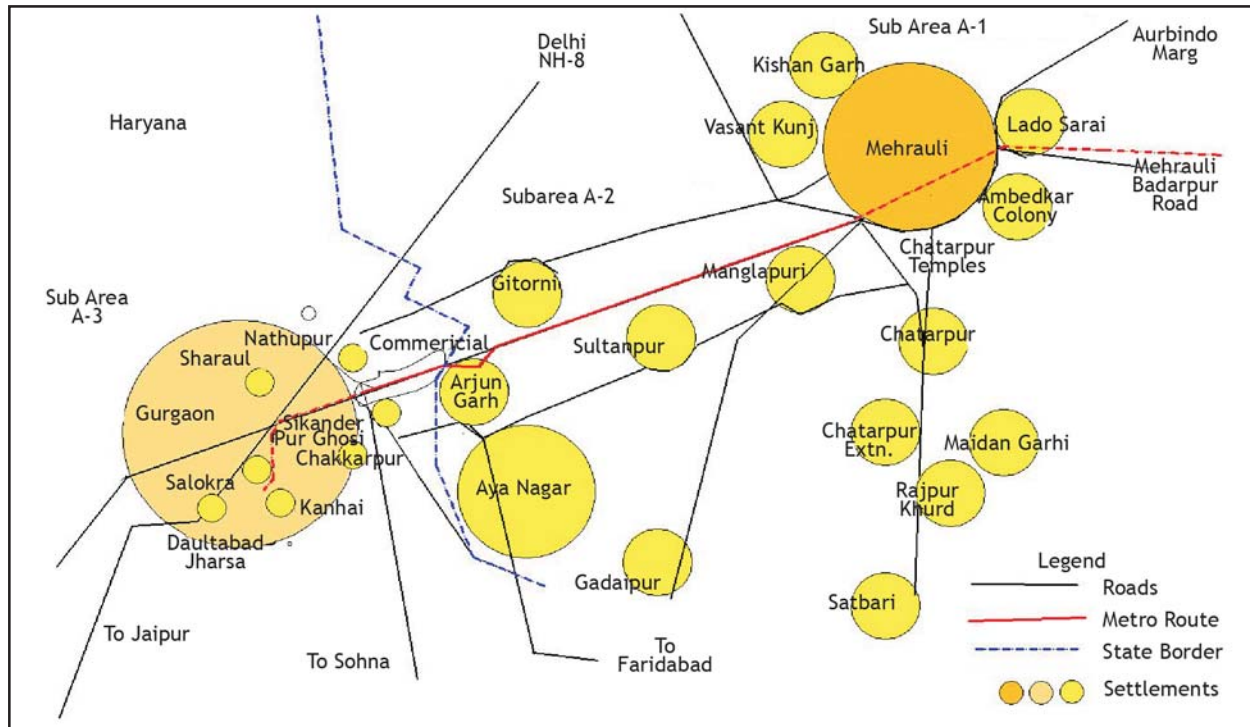 Sub Area A-1
Delhi
NH-8
Aurbindo
Marg
Kishan Garh
Haryana
Vasant Kunj
Lado Sarai
Mehrauli
Mehrauli
Badarpur
Road
Subarea A-2
Ambedkar
Colony
Chatarpur
Temples
Manglapuri
Gitorni
Sub Area
A-3
Nathupur
Commericial
Sultanpur
Chatarpur
Sharaul
Arjun
Garh
Gurgaon
Sikander
Pur Ghosi
Chakkarpur
Chatarpur
Extn.
Maidan Garhi
Salokra
Aya Nagar
Rajpur
Khurd
Kanhai
Daultabad
Jharsa
Gadaipur
Satbari
To Jaipur
To Sohna
To
Faridabad
Legend
Roads
Metro Route
State Border
Settlements